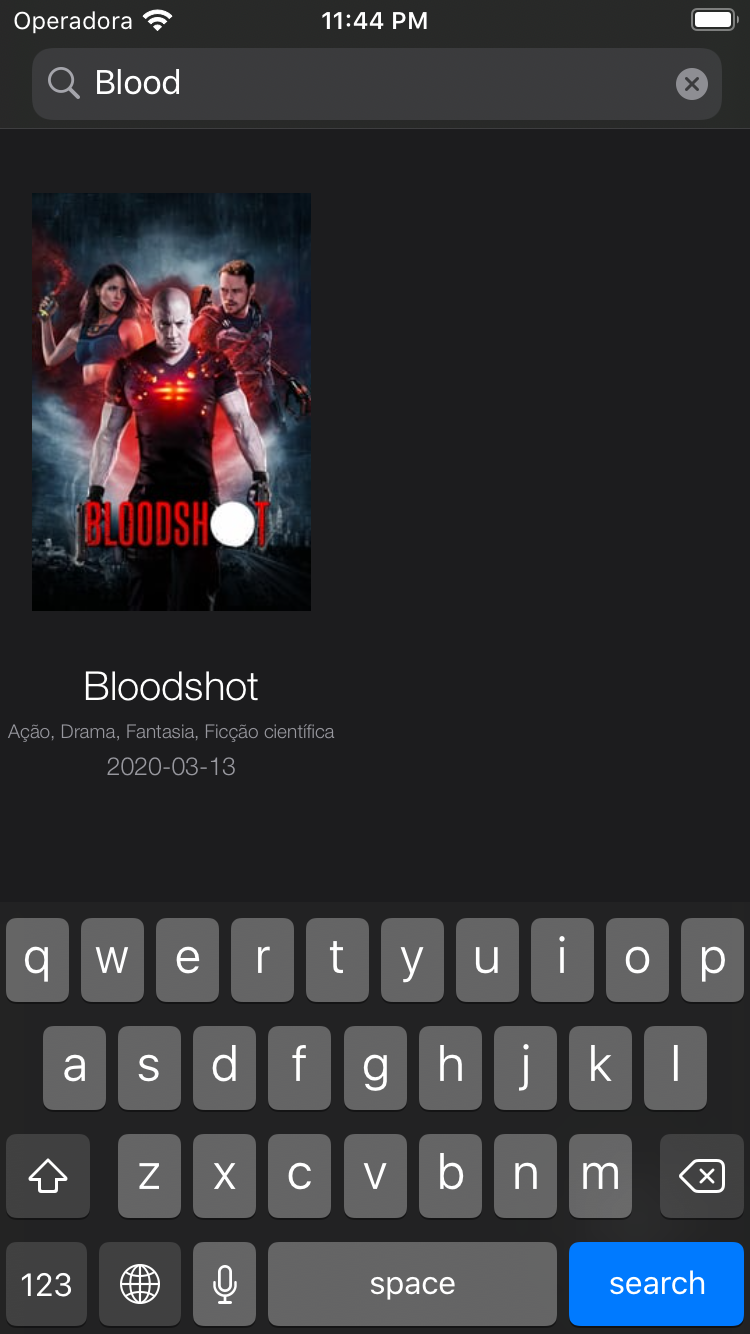 Operadora 11:44 PM
Blood
BLOODSHOT
Bloodshot
Ação, Drama, Fantasia, Ficção científica
2020-03-13
q w e r t y u i o p
a s d f g h j k l
z x c v b n m
123 space search